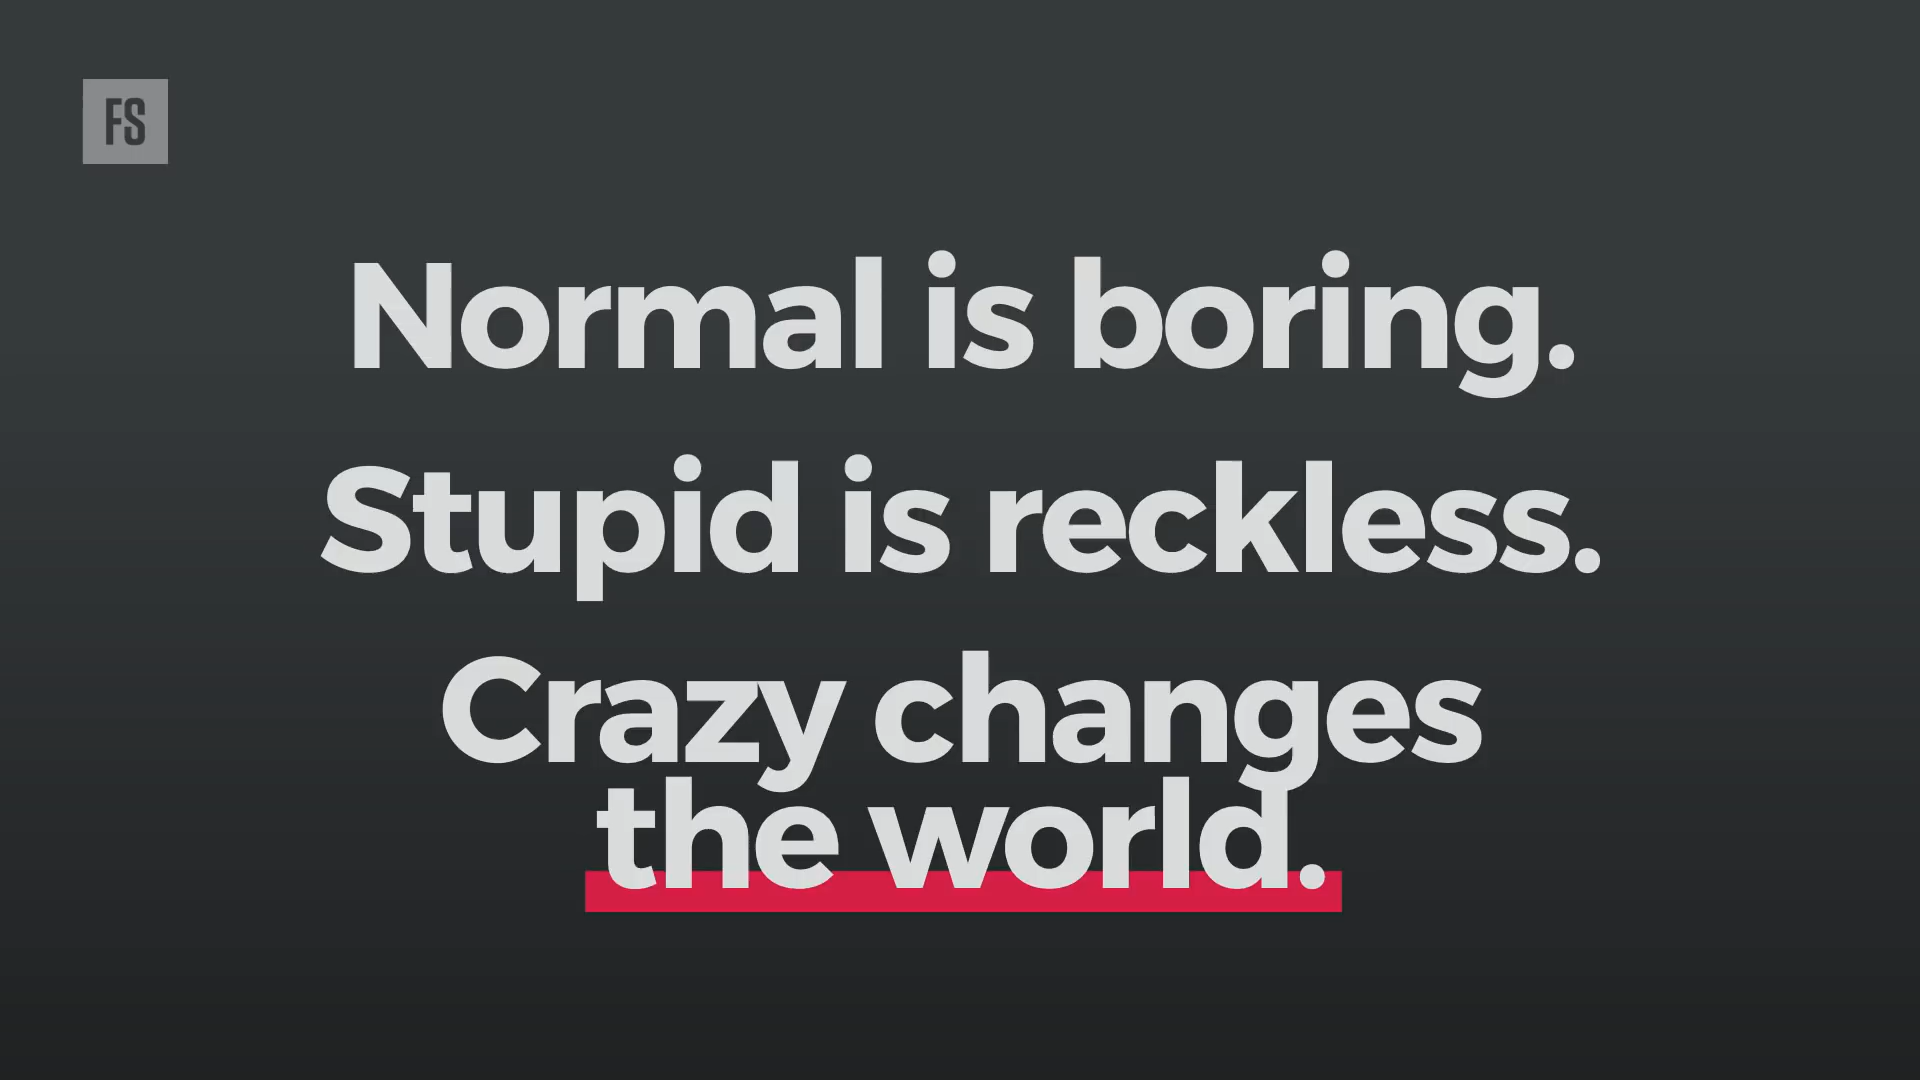 FS
Normal is boring.
Stupid is reckless.
Crazy changes
the world.